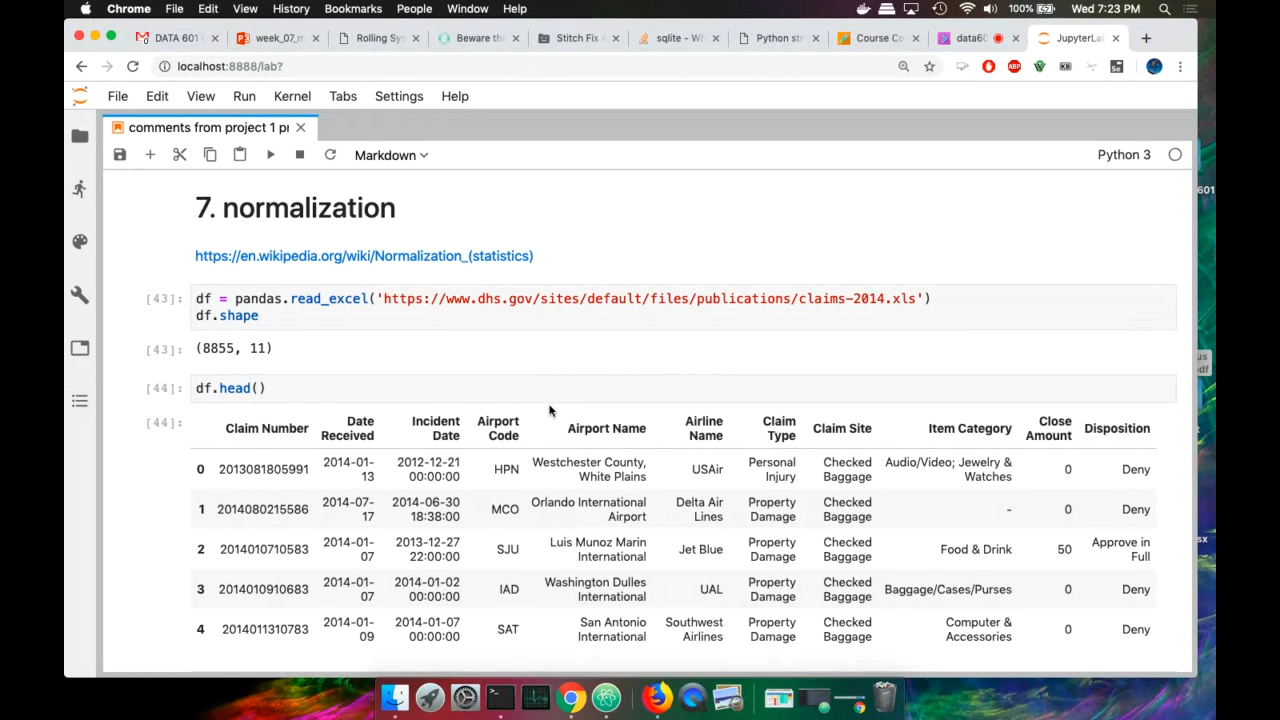 Chrome File Edit View History Bookmarks People Window Help 100% Wed 7:23 PM
DATA 601 week_07_m Rolling Sys Beware the Stitch Fix sqlite - Wh Python str Course Co data60 JupyterLab
localhost:8888/lab? ABP KB Se
File Edit View Run Kernel Tabs Settings Help
comments from project 1 pr
Markdown Python 3
601
7. normalization
https://en.wikipedia.org/wiki/Normalization_(statistics)
[43]: df = pandas.read_excel('https://www.dhs.gov/sites/default/files/publications/claims-2014.xls')
df.shape
[43]: (8855, 11)
[44]: df.head()
[44]:
Claim Number Date Received Incident Date Airport Code Airport Name Airline Name Claim Type Claim Site Item Category Close Amount Disposition
0 2013081805991 2014-01-13 2012-12-21 00:00:00 HPN Westchester County, White Plains USAir Personal Injury Checked Baggage Audio/Video; Jewelry & Watches 0 Deny
1 2014080215586 2014-07-17 2014-06-30 18:38:00 MCO Orlando International Airport Delta Air Lines Property Damage Checked Baggage - 0 Deny
2 2014010710583 2014-01-07 2013-12-27 22:00:00 SJU Luis Munoz Marin International Jet Blue Property Damage Checked Baggage Food & Drink 50 Approve in Full
3 2014010910683 2014-01-07 2014-01-02 00:00:00 IAD Washington Dulles International UAL Property Damage Checked Baggage Baggage/Cases/Purses 0 Deny
4 2014011310783 2014-01-09 2014-01-07 00:00:00 SAT San Antonio International Southwest Airlines Property Damage Checked Baggage Computer & Accessories 0 Deny